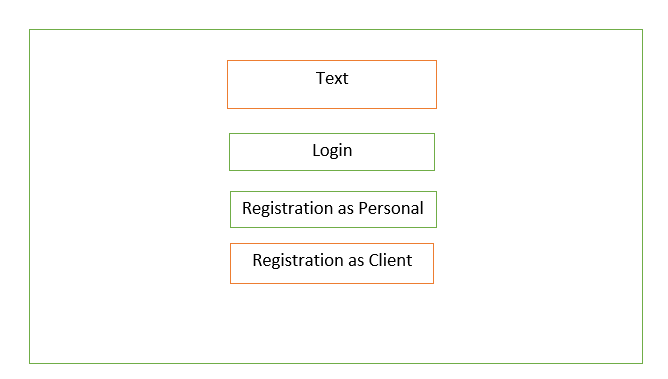 Text
Login
Registration as Personal
Registration as Client